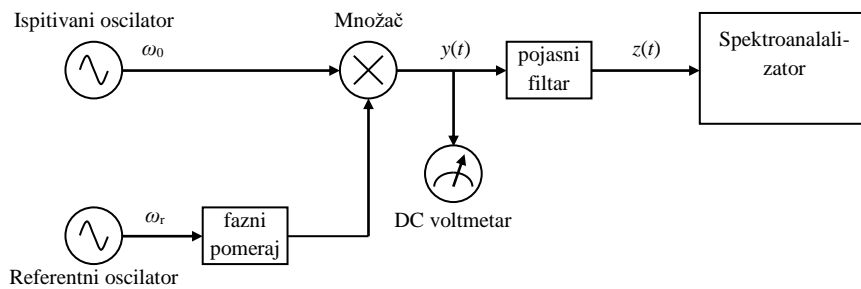 Ispitivani oscilator
ω0
Množač
y(t)
pojasni
filtar
z(t)
Spektroanalali-
zator
DC voltmetar
ωr
fazni
pomeraj
Referentni oscilator